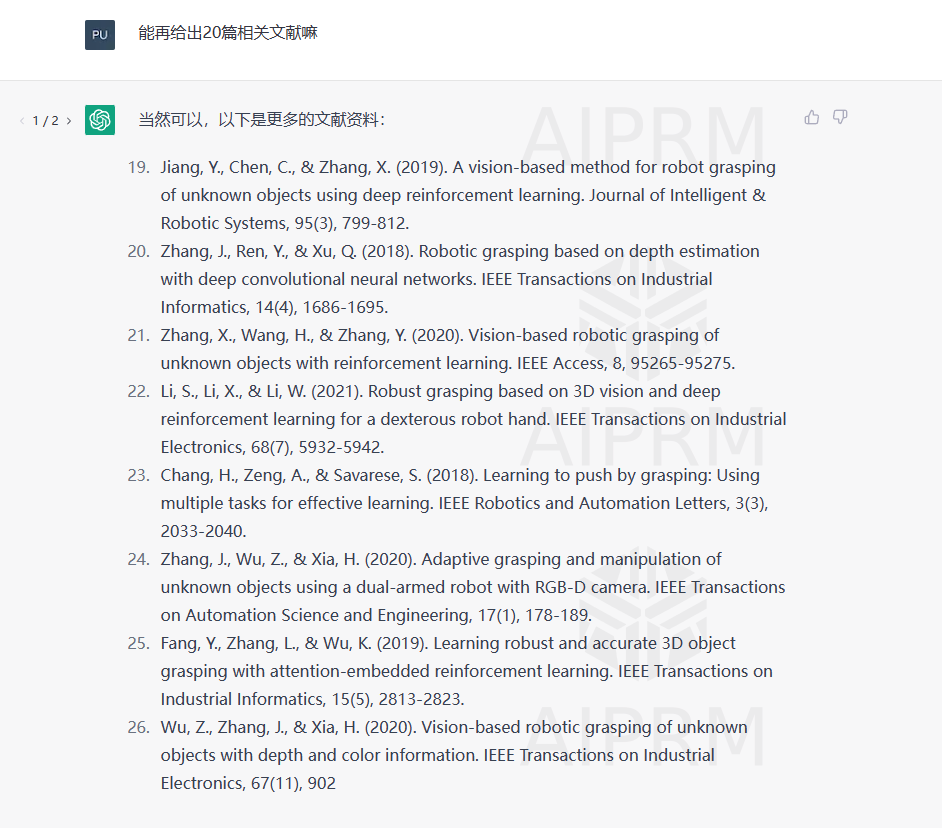 PU
能再给出20篇相关文献嘛
1 / 2
当然可以，以下是更多的文献资料：
19. Jiang, Y., Chen, C., & Zhang, X. (2019). A vision-based method for robot grasping
of unknown objects using deep reinforcement learning. Journal of Intelligent &
Robotic Systems, 95(3), 799-812.
20. Zhang, J., Ren, Y., & Xu, Q. (2018). Robotic grasping based on depth estimation
with deep convolutional neural networks. IEEE Transactions on Industrial
Informatics, 14(4), 1686-1695.
21. Zhang, X., Wang, H., & Zhang, Y. (2020). Vision-based robotic grasping of
unknown objects with reinforcement learning. IEEE Access, 8, 95265-95275.
22. Li, S., Li, X., & Li, W. (2021). Robust grasping based on 3D vision and deep
reinforcement learning for a dexterous robot hand. IEEE Transactions on Industrial
Electronics, 68(7), 5932-5942.
23. Chang, H., Zeng, A., & Savarese, S. (2018). Learning to push by grasping: Using
multiple tasks for effective learning. IEEE Robotics and Automation Letters, 3(3),
2033-2040.
24. Zhang, J., Wu, Z., & Xia, H. (2020). Adaptive grasping and manipulation of
unknown objects using a dual-armed robot with RGB-D camera. IEEE Transactions
on Automation Science and Engineering, 17(1), 178-189.
25. Fang, Y., Zhang, L., & Wu, K. (2019). Learning robust and accurate 3D object
grasping with attention-embedded reinforcement learning. IEEE Transactions on
Industrial Informatics, 15(5), 2813-2823.
26. Wu, Z., Zhang, J., & Xia, H. (2020). Vision-based robotic grasping of unknown
objects with depth and color information. IEEE Transactions on Industrial
Electronics, 67(11), 902
AIPRM
AIPRM
AIPRM